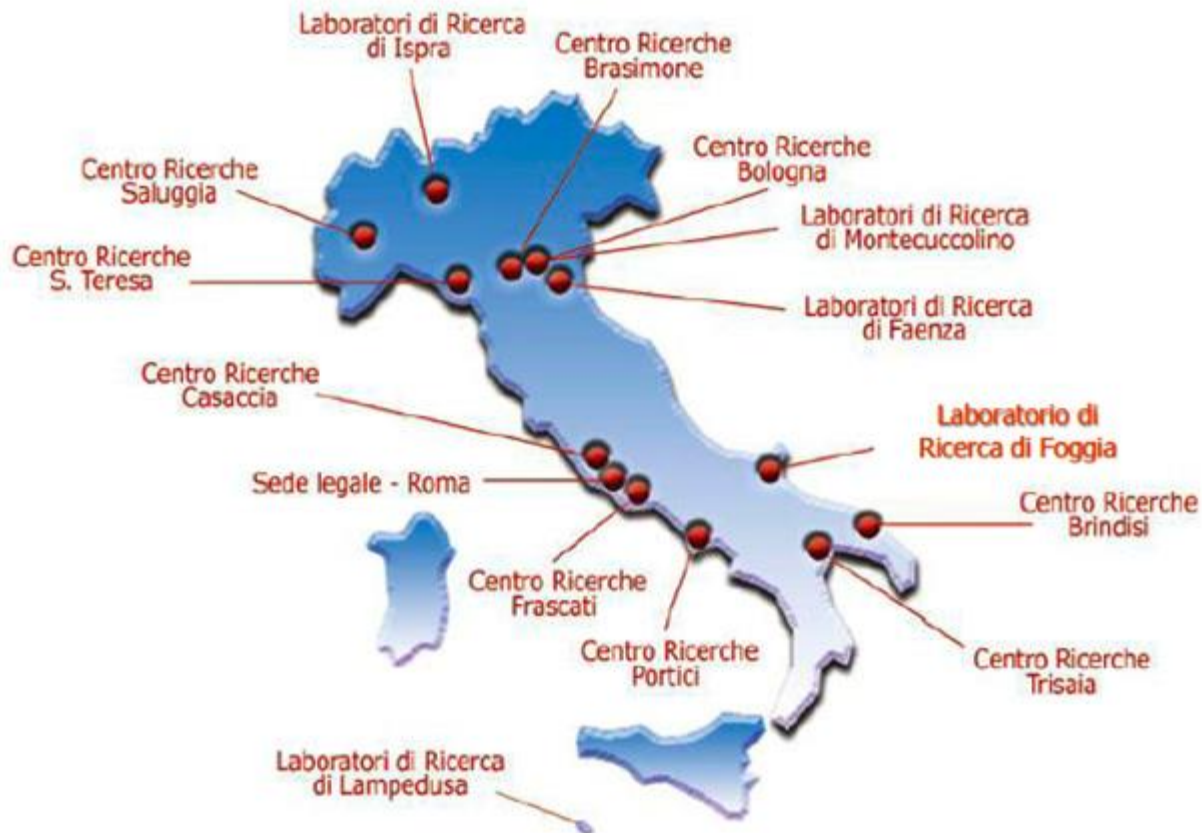 Laboratori di Ricerca
di Ispra
Centro Ricerche
Brasimone
Centro Ricerche
Saluggia
Centro Ricerche
Bologna
Laboratori di Ricerca
di Montecuccolino
Centro Ricerche
S. Teresa
Laboratori di Ricerca
di Faenza
Centro Ricerche
Casaccia
Laboratorio di
Ricerca di Foggia
Sede legale - Roma
Centro Ricerche
Brindisi
Centro Ricerche
Frascati
Centro Ricerche
Portici
Centro Ricerche
Trisaia
Laboratori di Ricerca
di Lampedusa